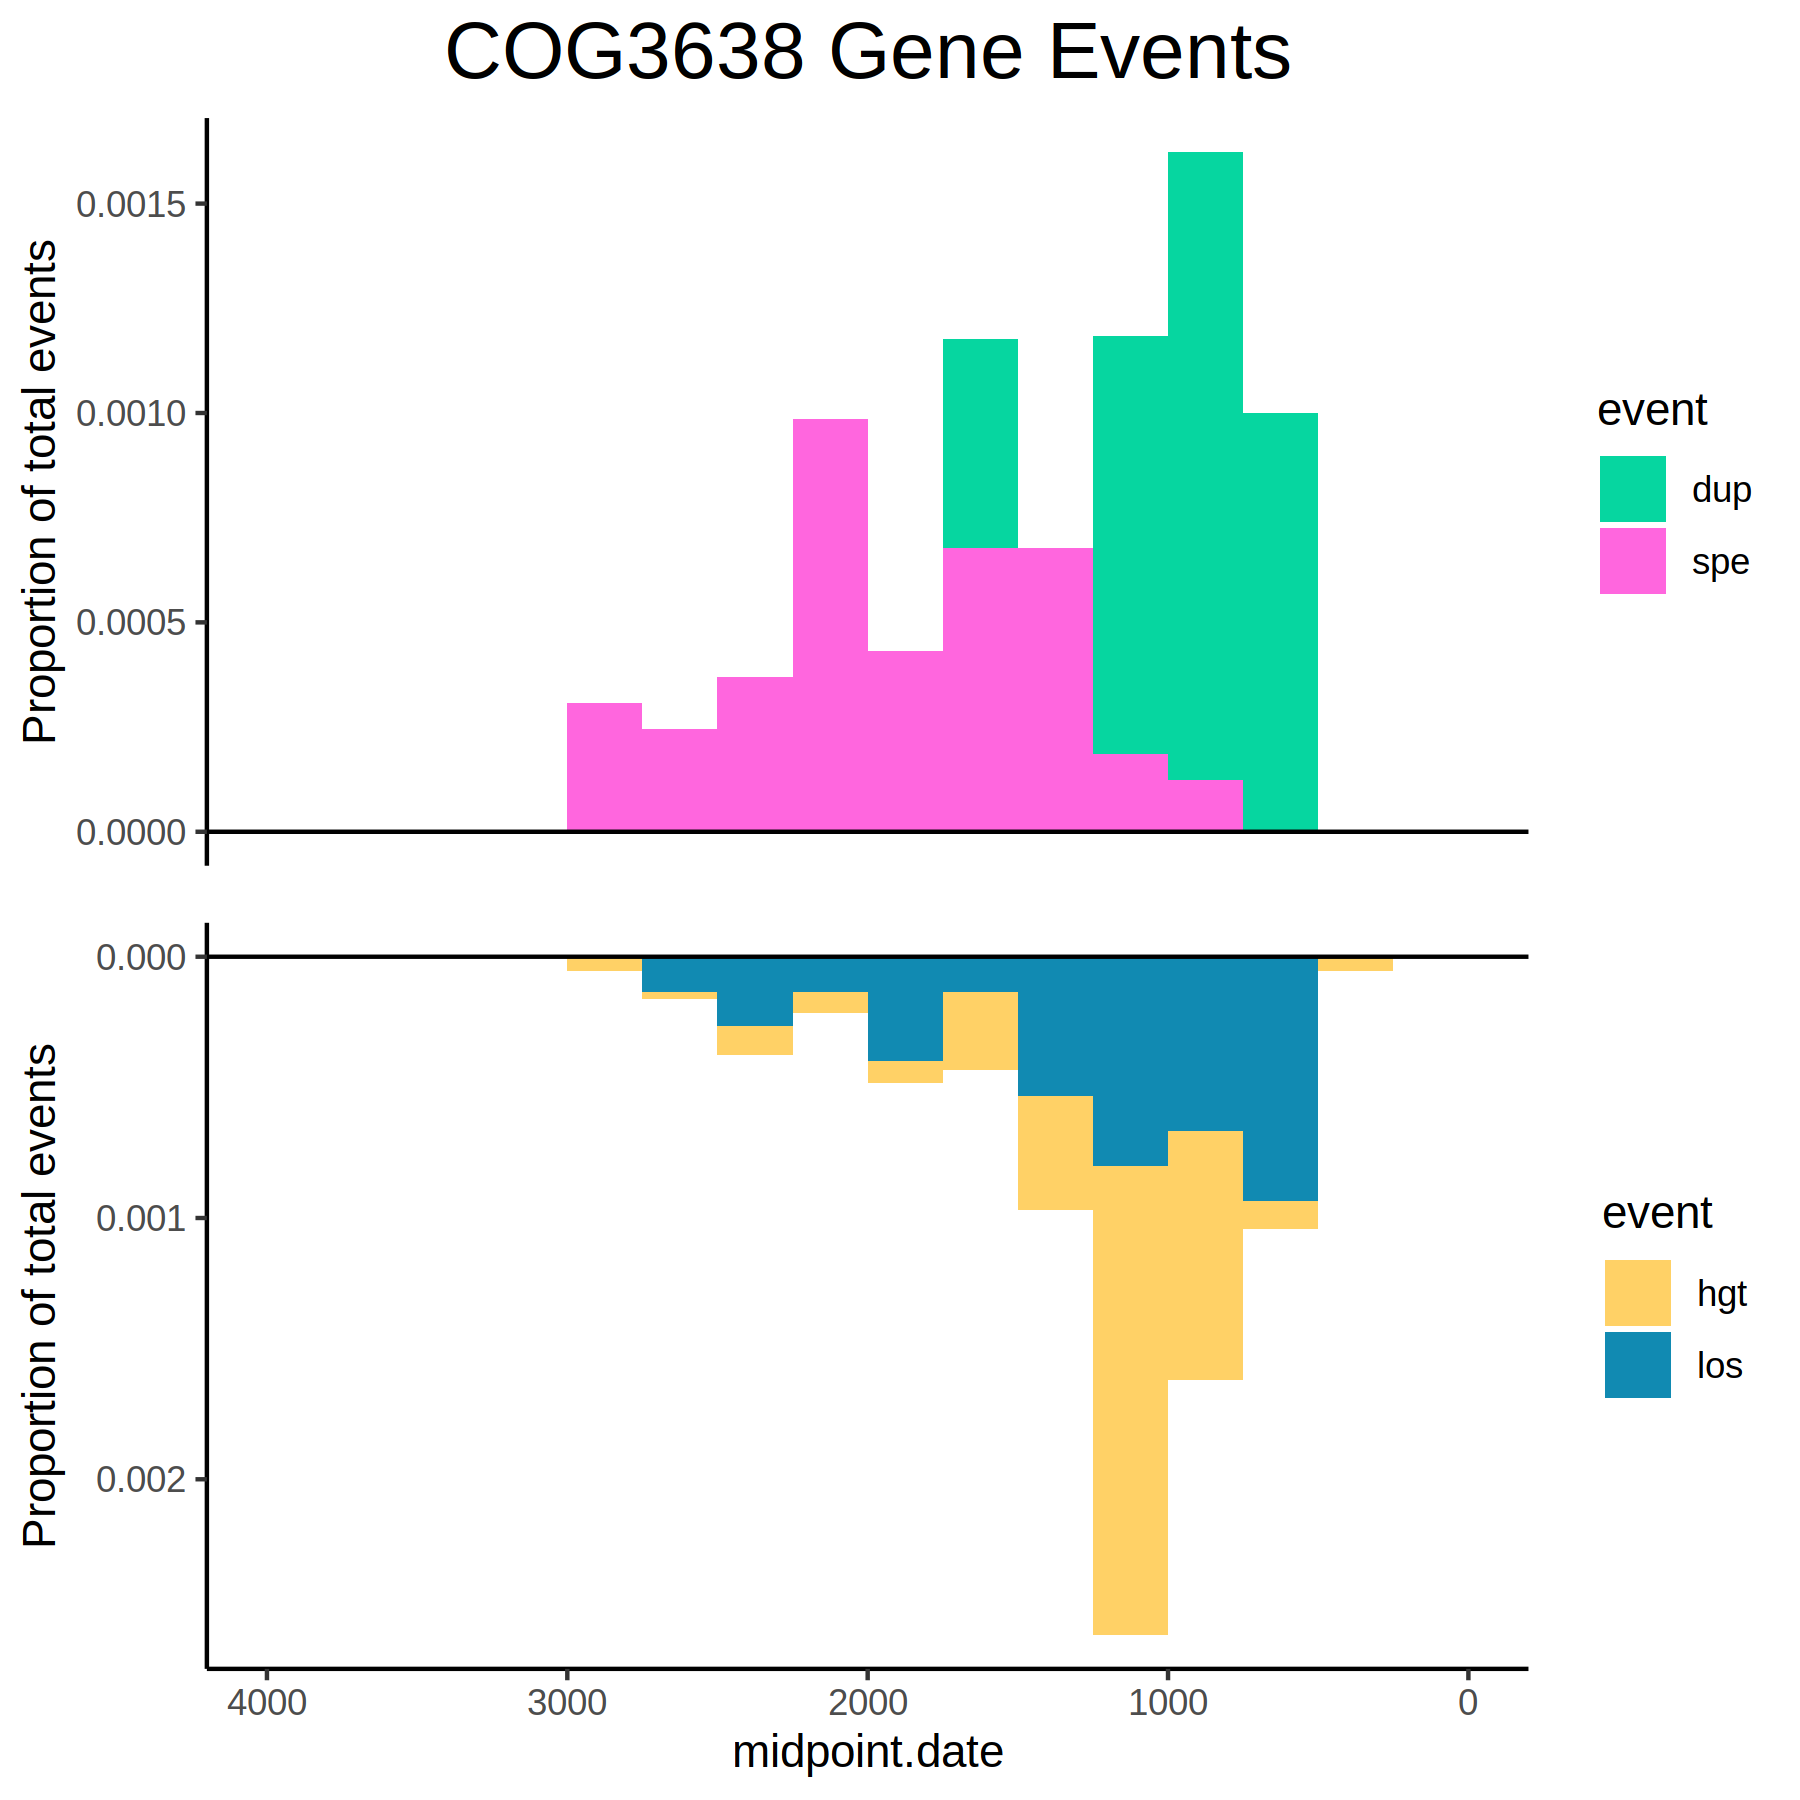 COG3638 Gene Events
Proportion of total events
0.0015
0.0010
0.0005
0.0000
event
dup
spe
Proportion of total events
0.000
0.001
0.002
event
hgt
los
4000 3000 2000 1000 0
midpoint.date